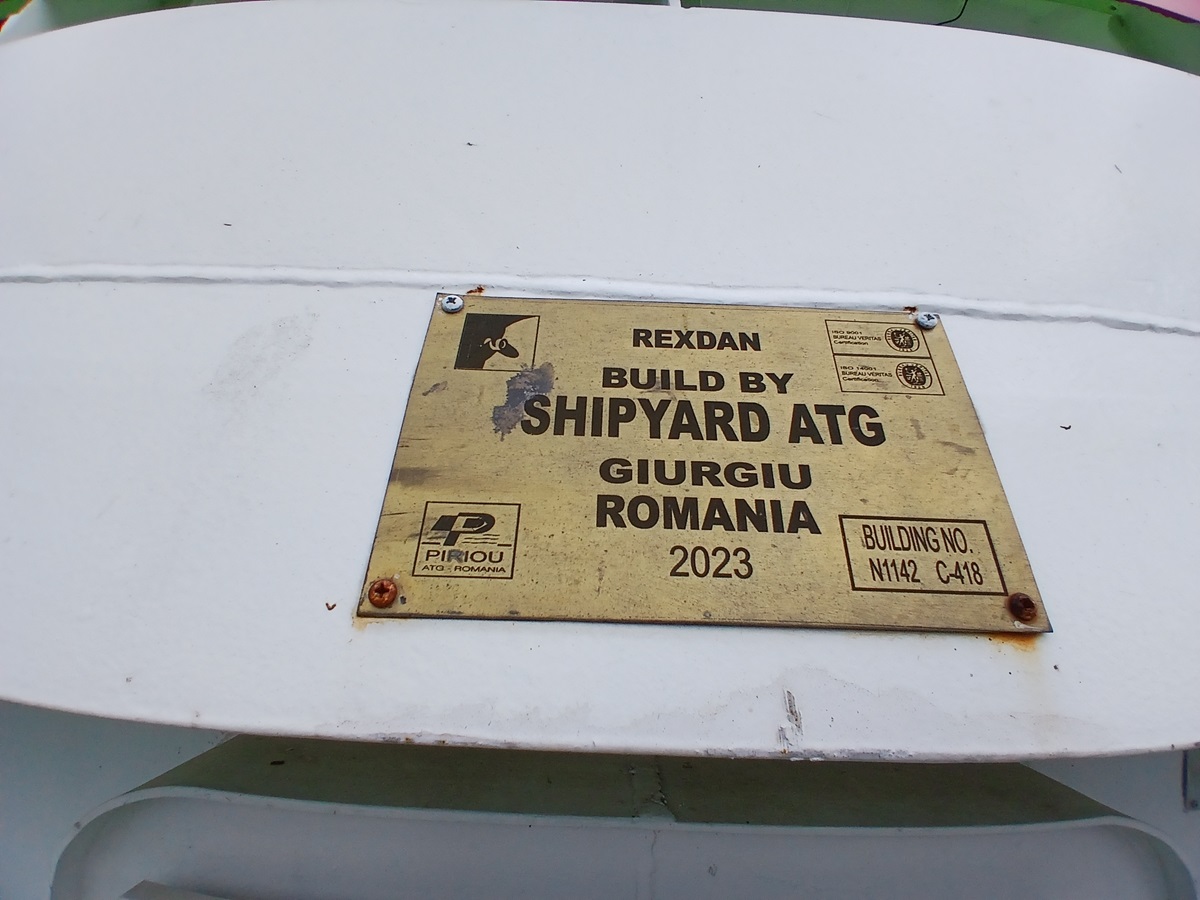 REXDAN
BUILD BY
SHIPYARD ATG
GIURGIU
ROMANIA
2023
ISO 9001
BUREAU VERITAS
Certification
ISO 14001
BUREAU VERITAS
Certification
PIRIOU
ATG - ROMANIA
BUILDING NO.
N1142 C-418